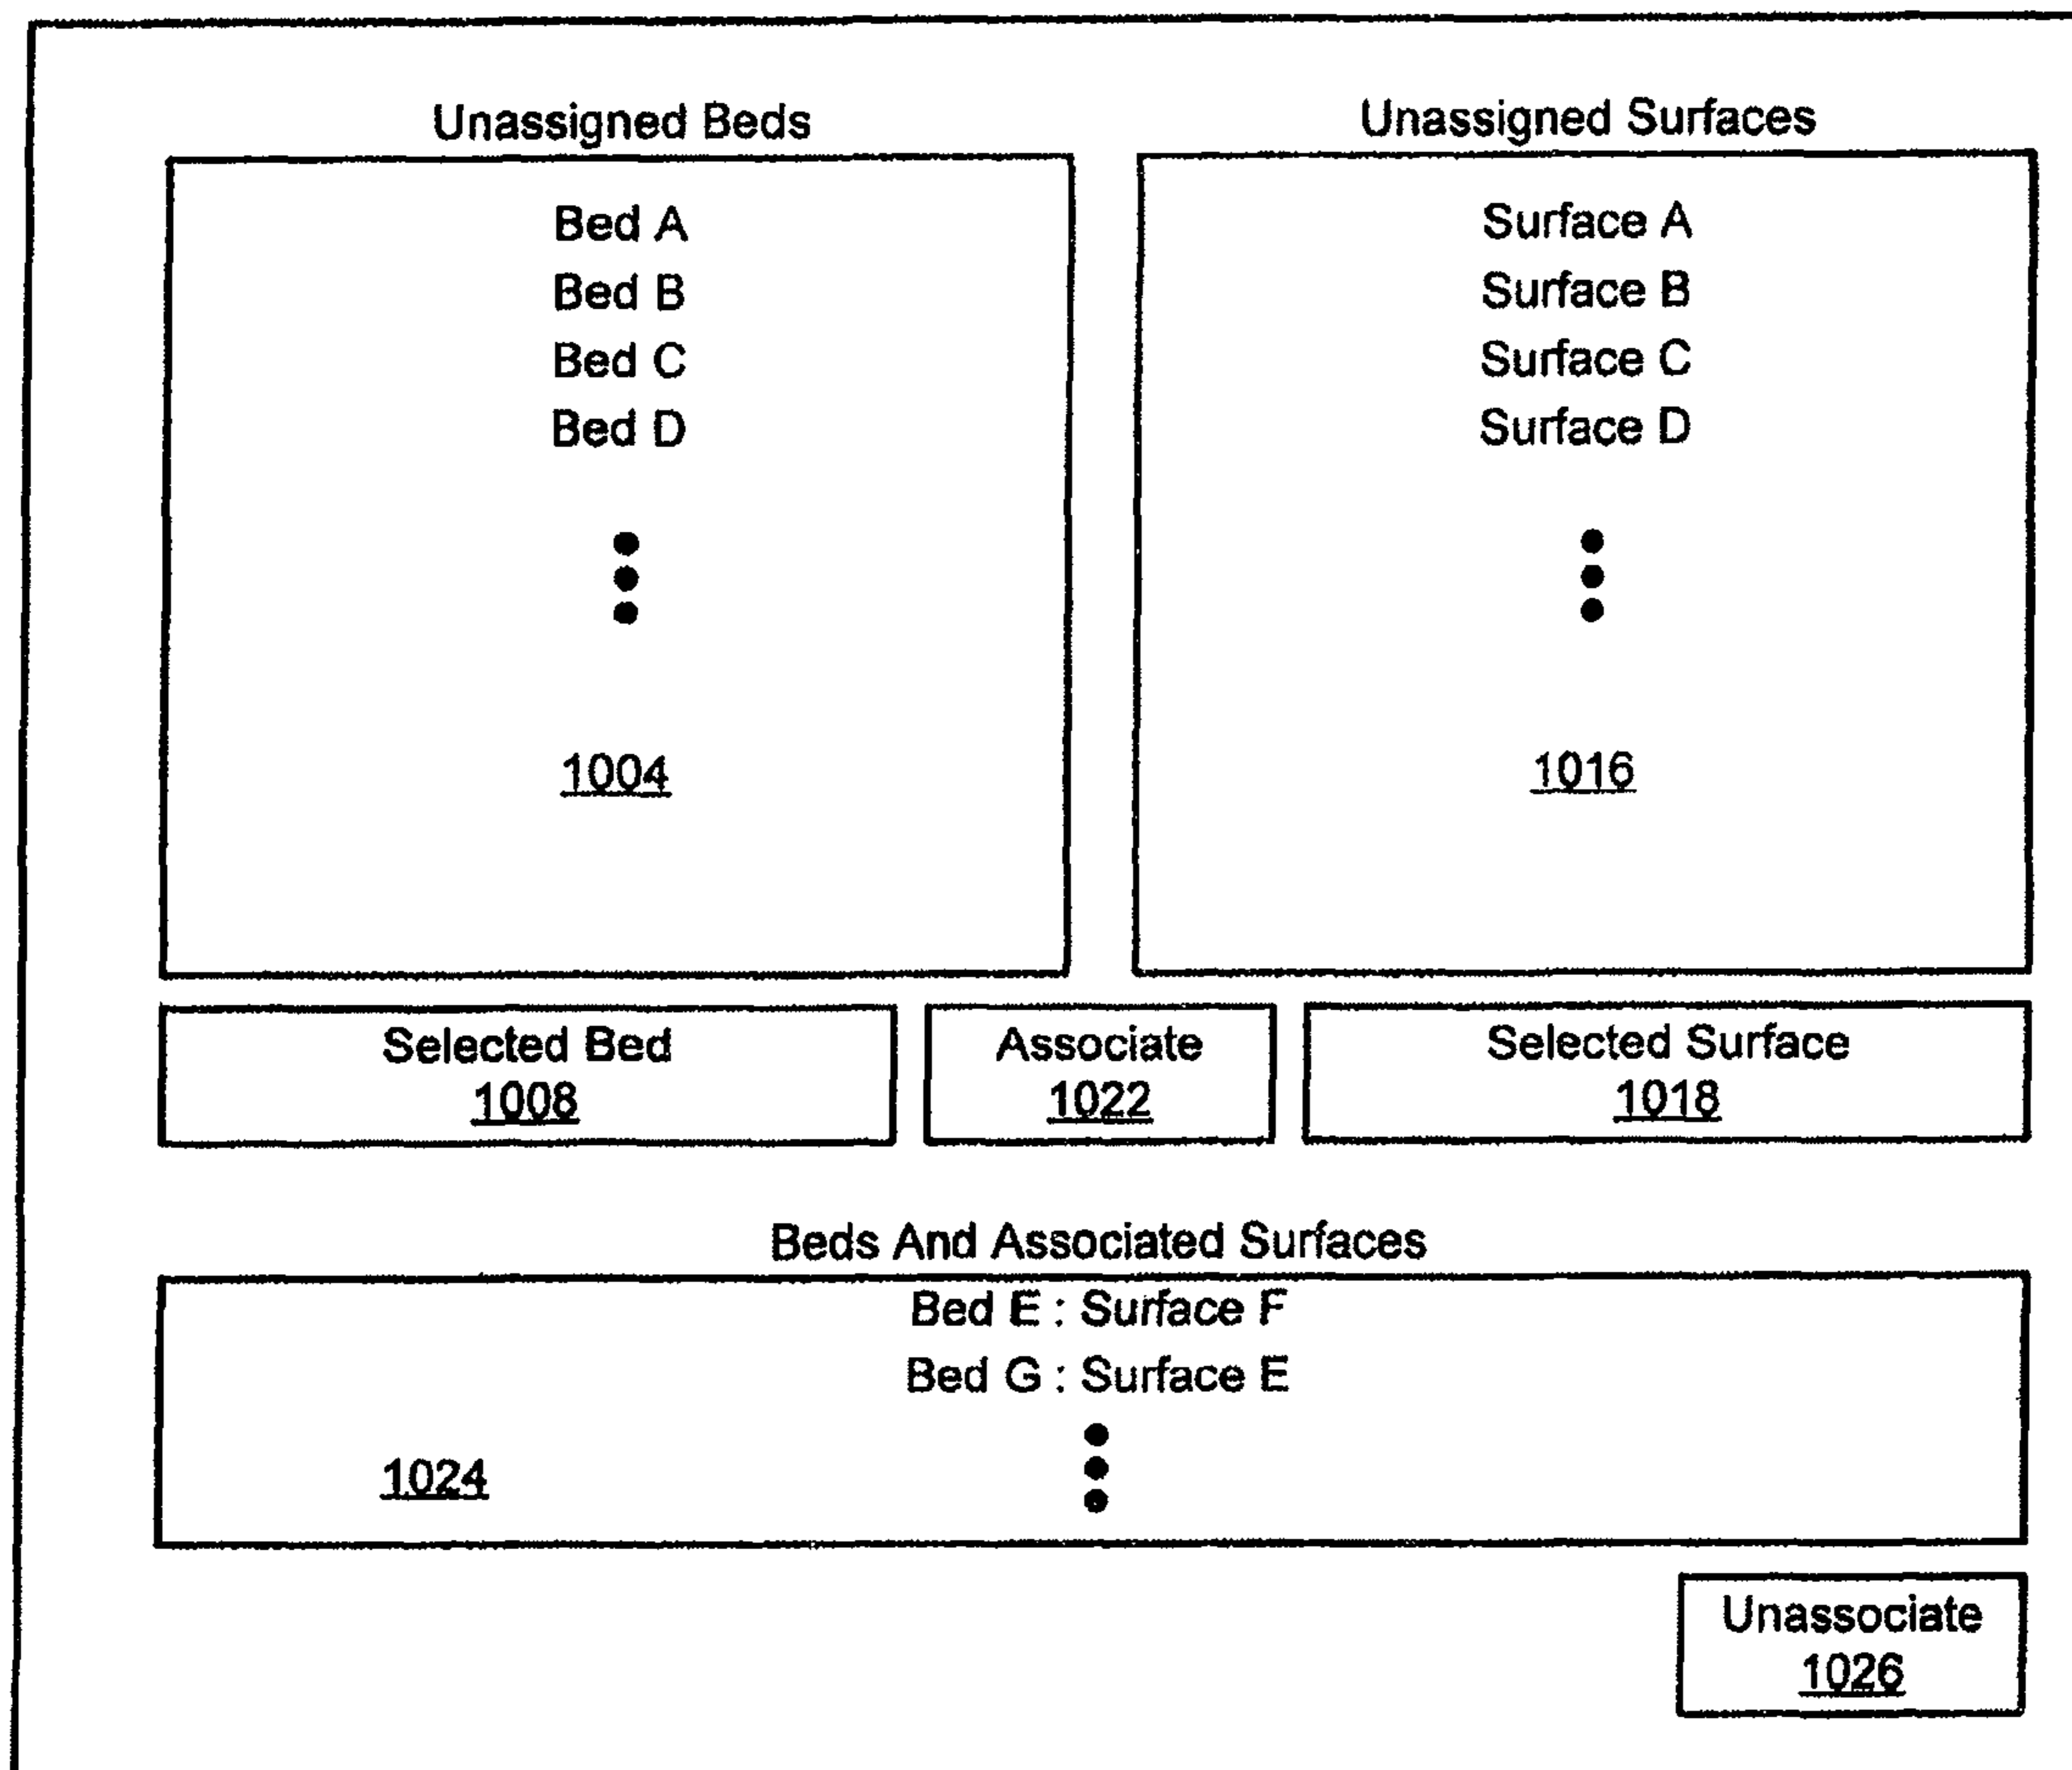 Unassigned Beds
Bed A
Bed B
Bed C
Bed D
1004
Unassigned Surfaces
Surface A
Surface B
Surface C
Surface D
1016
Selected Bed
1008
Associate
1022
Selected Surface
1018
Beds And Associated Surfaces
Bed E : Surface F
Bed G : Surface E
1024
Unassociate
1026